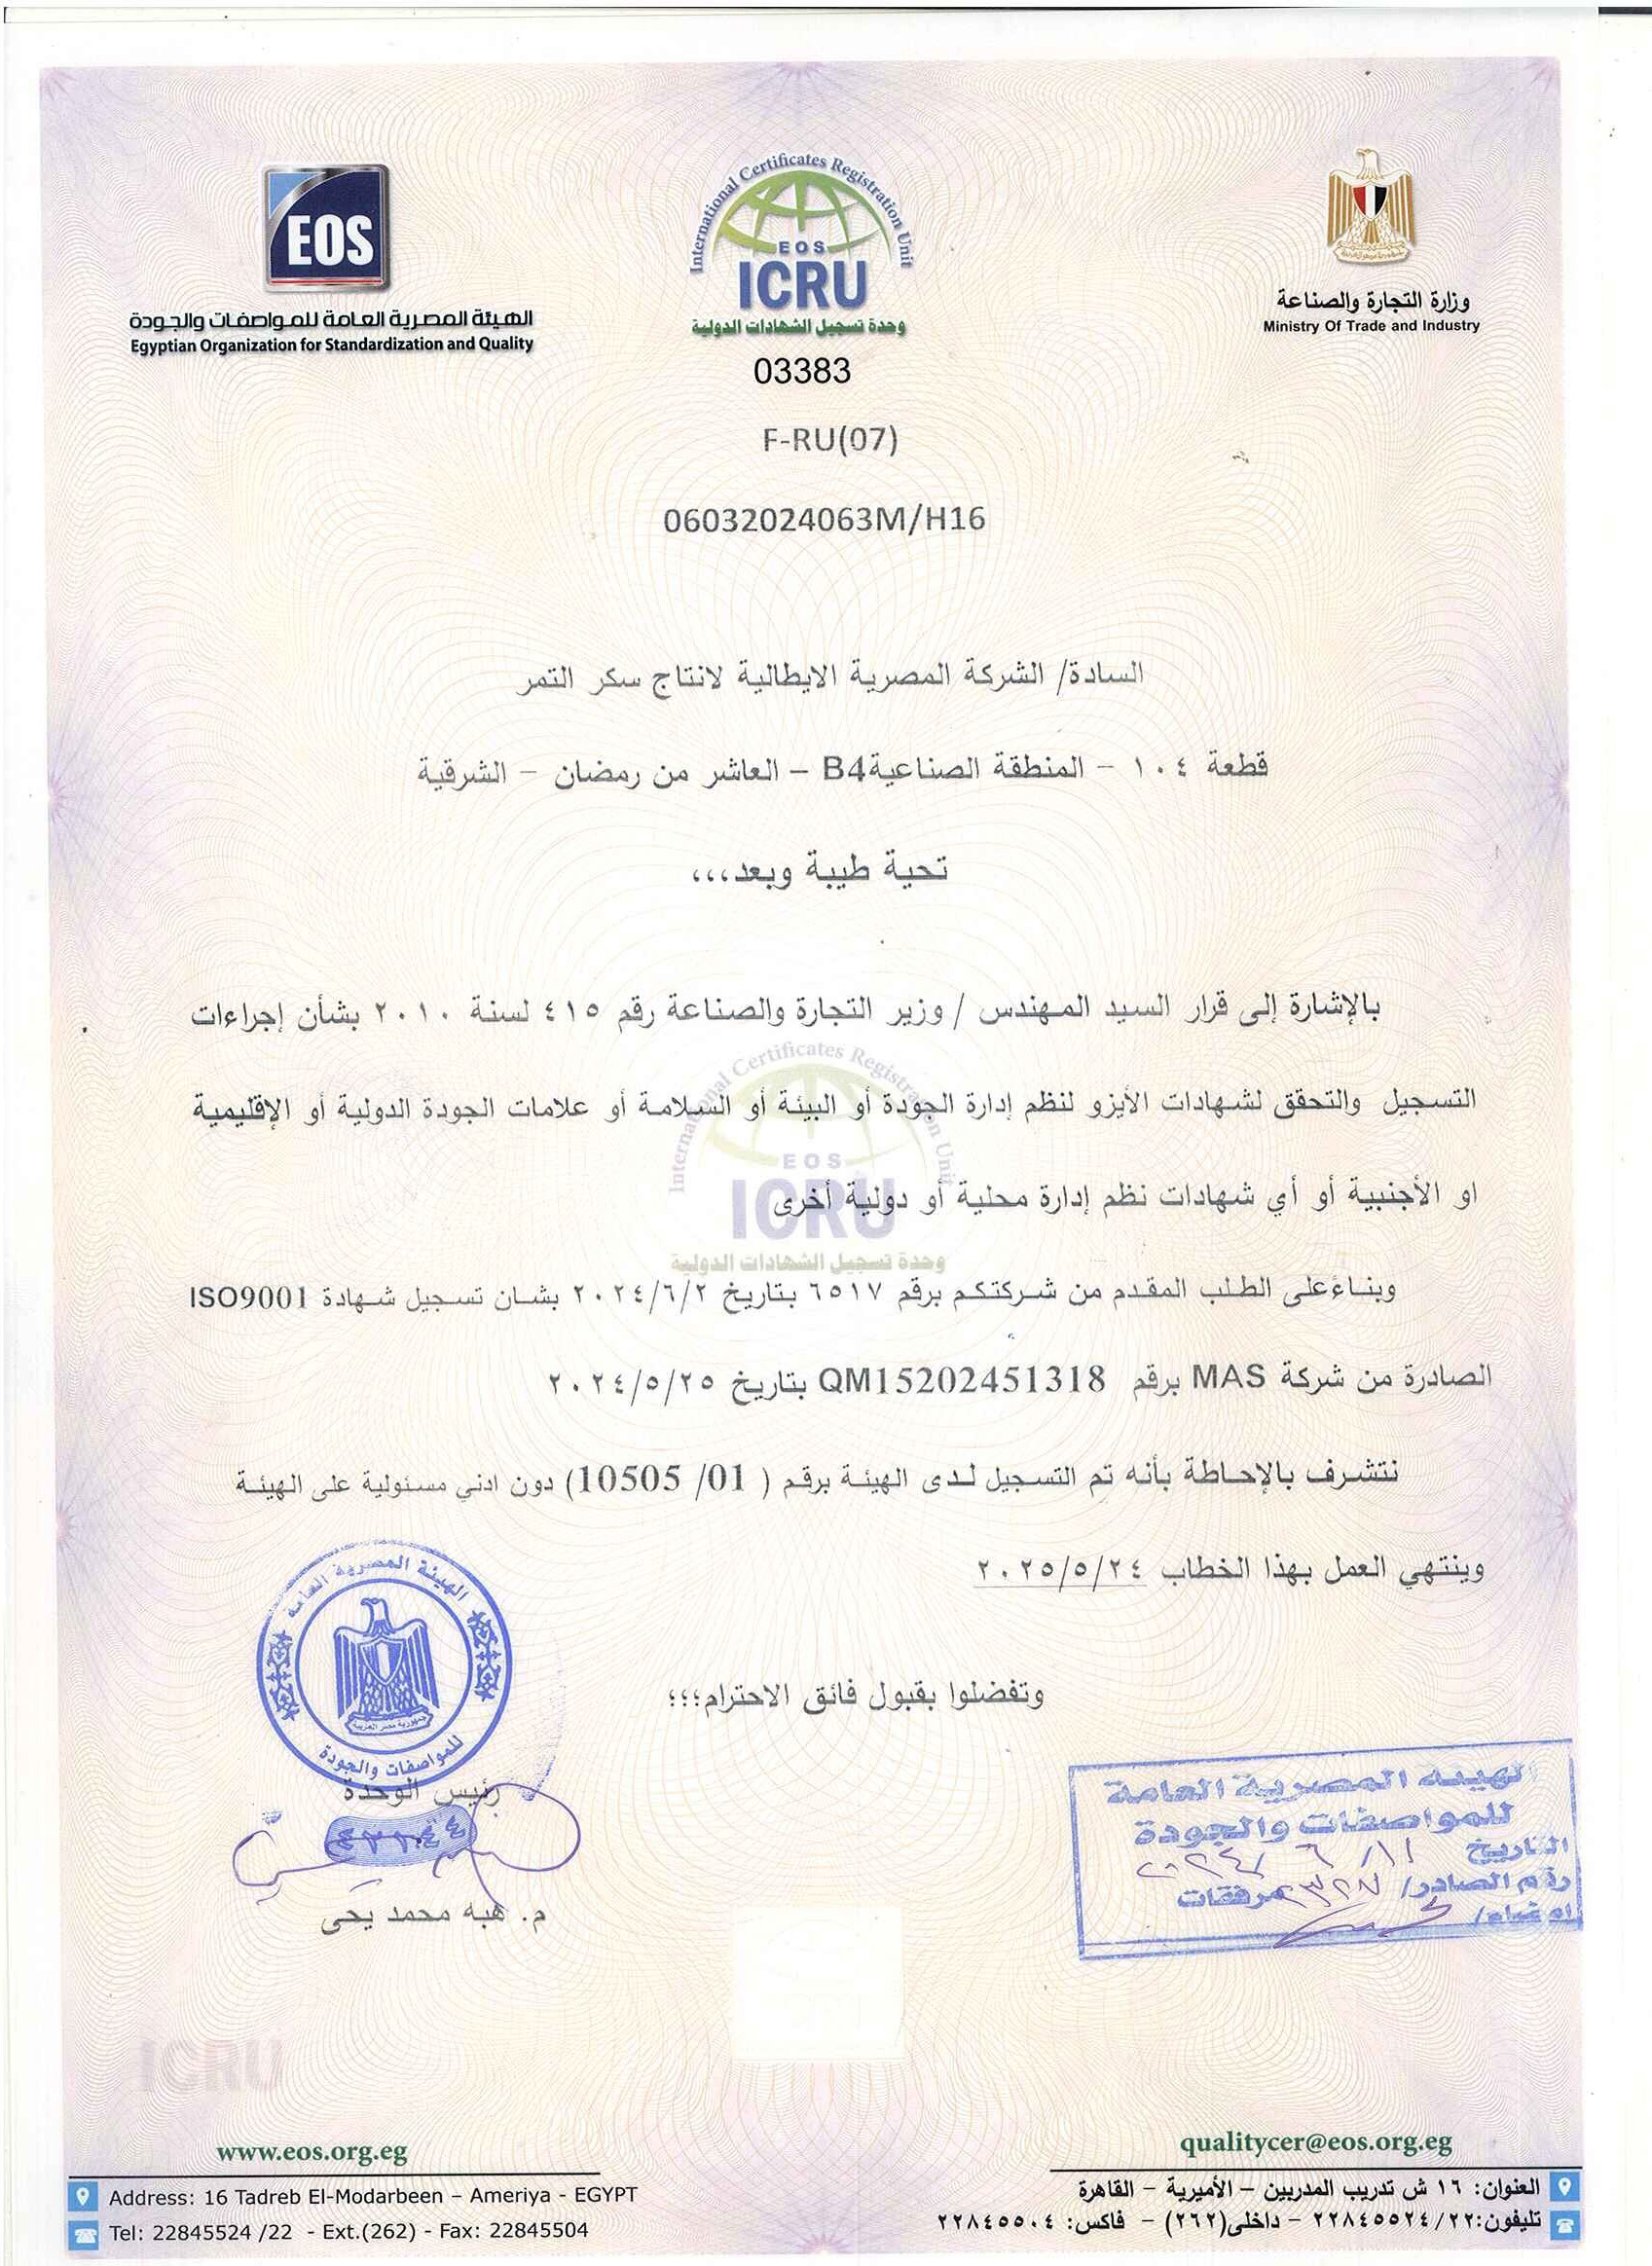 EOS
الهيئة المصرية العامة للمواصفات والجودة
Egyptian Organization for Standardization and Quality
International Certificates Registration Unit
EOS
ICRU
وحدة تسجيل الشهادات الدولية
وزارة التجارة والصناعة
Ministry Of Trade and Industry
03383
F-RU(07)
06032024063M/H16
السادة/ الشركة المصرية الايطالية لانتاج سكر التمر
قطعة ١٠٤ – المنطقة الصناعيةB4 – العاشر من رمضان – الشرقية
تحية طيبة وبعد،،،
بالإشارة إلى قرار السيد المهندس / وزير التجارة والصناعة رقم ٤١٥ لسنة ٢٠١٠ بشأن إجراءات
التسجيل والتحقق لشهادات الأيزو لنظم إدارة الجودة أو البيئة أو السلامة أو علامات الجودة الدولية أو الإقليمية
او الأجنبية أو أي شهادات نظم إدارة محلية أو دولية أخرى
International Certificates Registration Unit
EOS
ICRU
وحدة تسجيل الشهادات الدولية
وبناءعلى الطلب المقدم من شركتكم برقم ٦٥١٧ بتاريخ ٢٠٢٤/٦/٢ بشان تسجيل شهادة ISO9001
الصادرة من شركة MAS برقم QM15202451318 بتاريخ ٢٠٢٤/٥/٢٥
نتشرف بالإحاطة بأنه تم التسجيل لدى الهيئة برقم ( 01/ 10505) دون ادني مسئولية على الهيئة
وينتهي العمل بهذا الخطاب ٢٠٢٥/٥/٢٤
وتفضلوا بقبول فائق الاحترام؛؛؛
الهيئة المصرية العامة
جمهورية مصر العربية
للمواصفات والجودة
رئيس الوحدة
م. هبه محمد يحى
الهيئة المصرية العامة
للمواصفات والجودة
التاريخ ١١/ ٦ /٢٠٢٤
رقم الصادر/ مرفقات
ICRU
www.eos.org.eg
qualitycer@eos.org.eg
Address: 16 Tadreb El-Modarbeen – Ameriya - EGYPT
Tel: 22845524 /22 - Ext.(262) - Fax: 22845504
العنوان: ١٦ ش تدريب المدربين – الأميرية – القاهرة
تليفون:٢٢٨٤٥٥٢٤/٢٢ – داخلى(٢٦٢) – فاكس: ٢٢٨٤٥٥٠٤